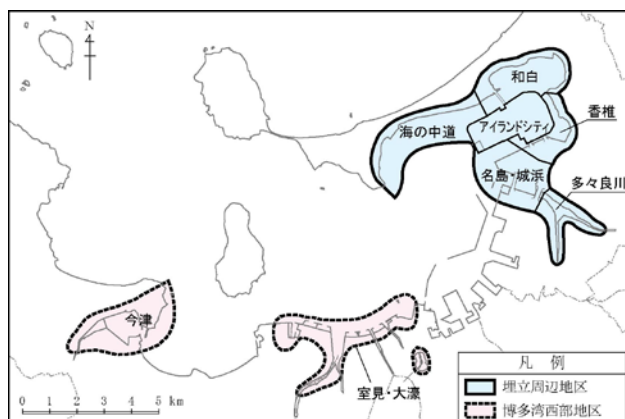 N
4
和白
香椎
海の中道
アイランドシティ
名島・城浜
多々良川
今津
室見・大濠
0 1 2 3 4 5 km
凡 例
埋立周辺地区
博多湾西部地区